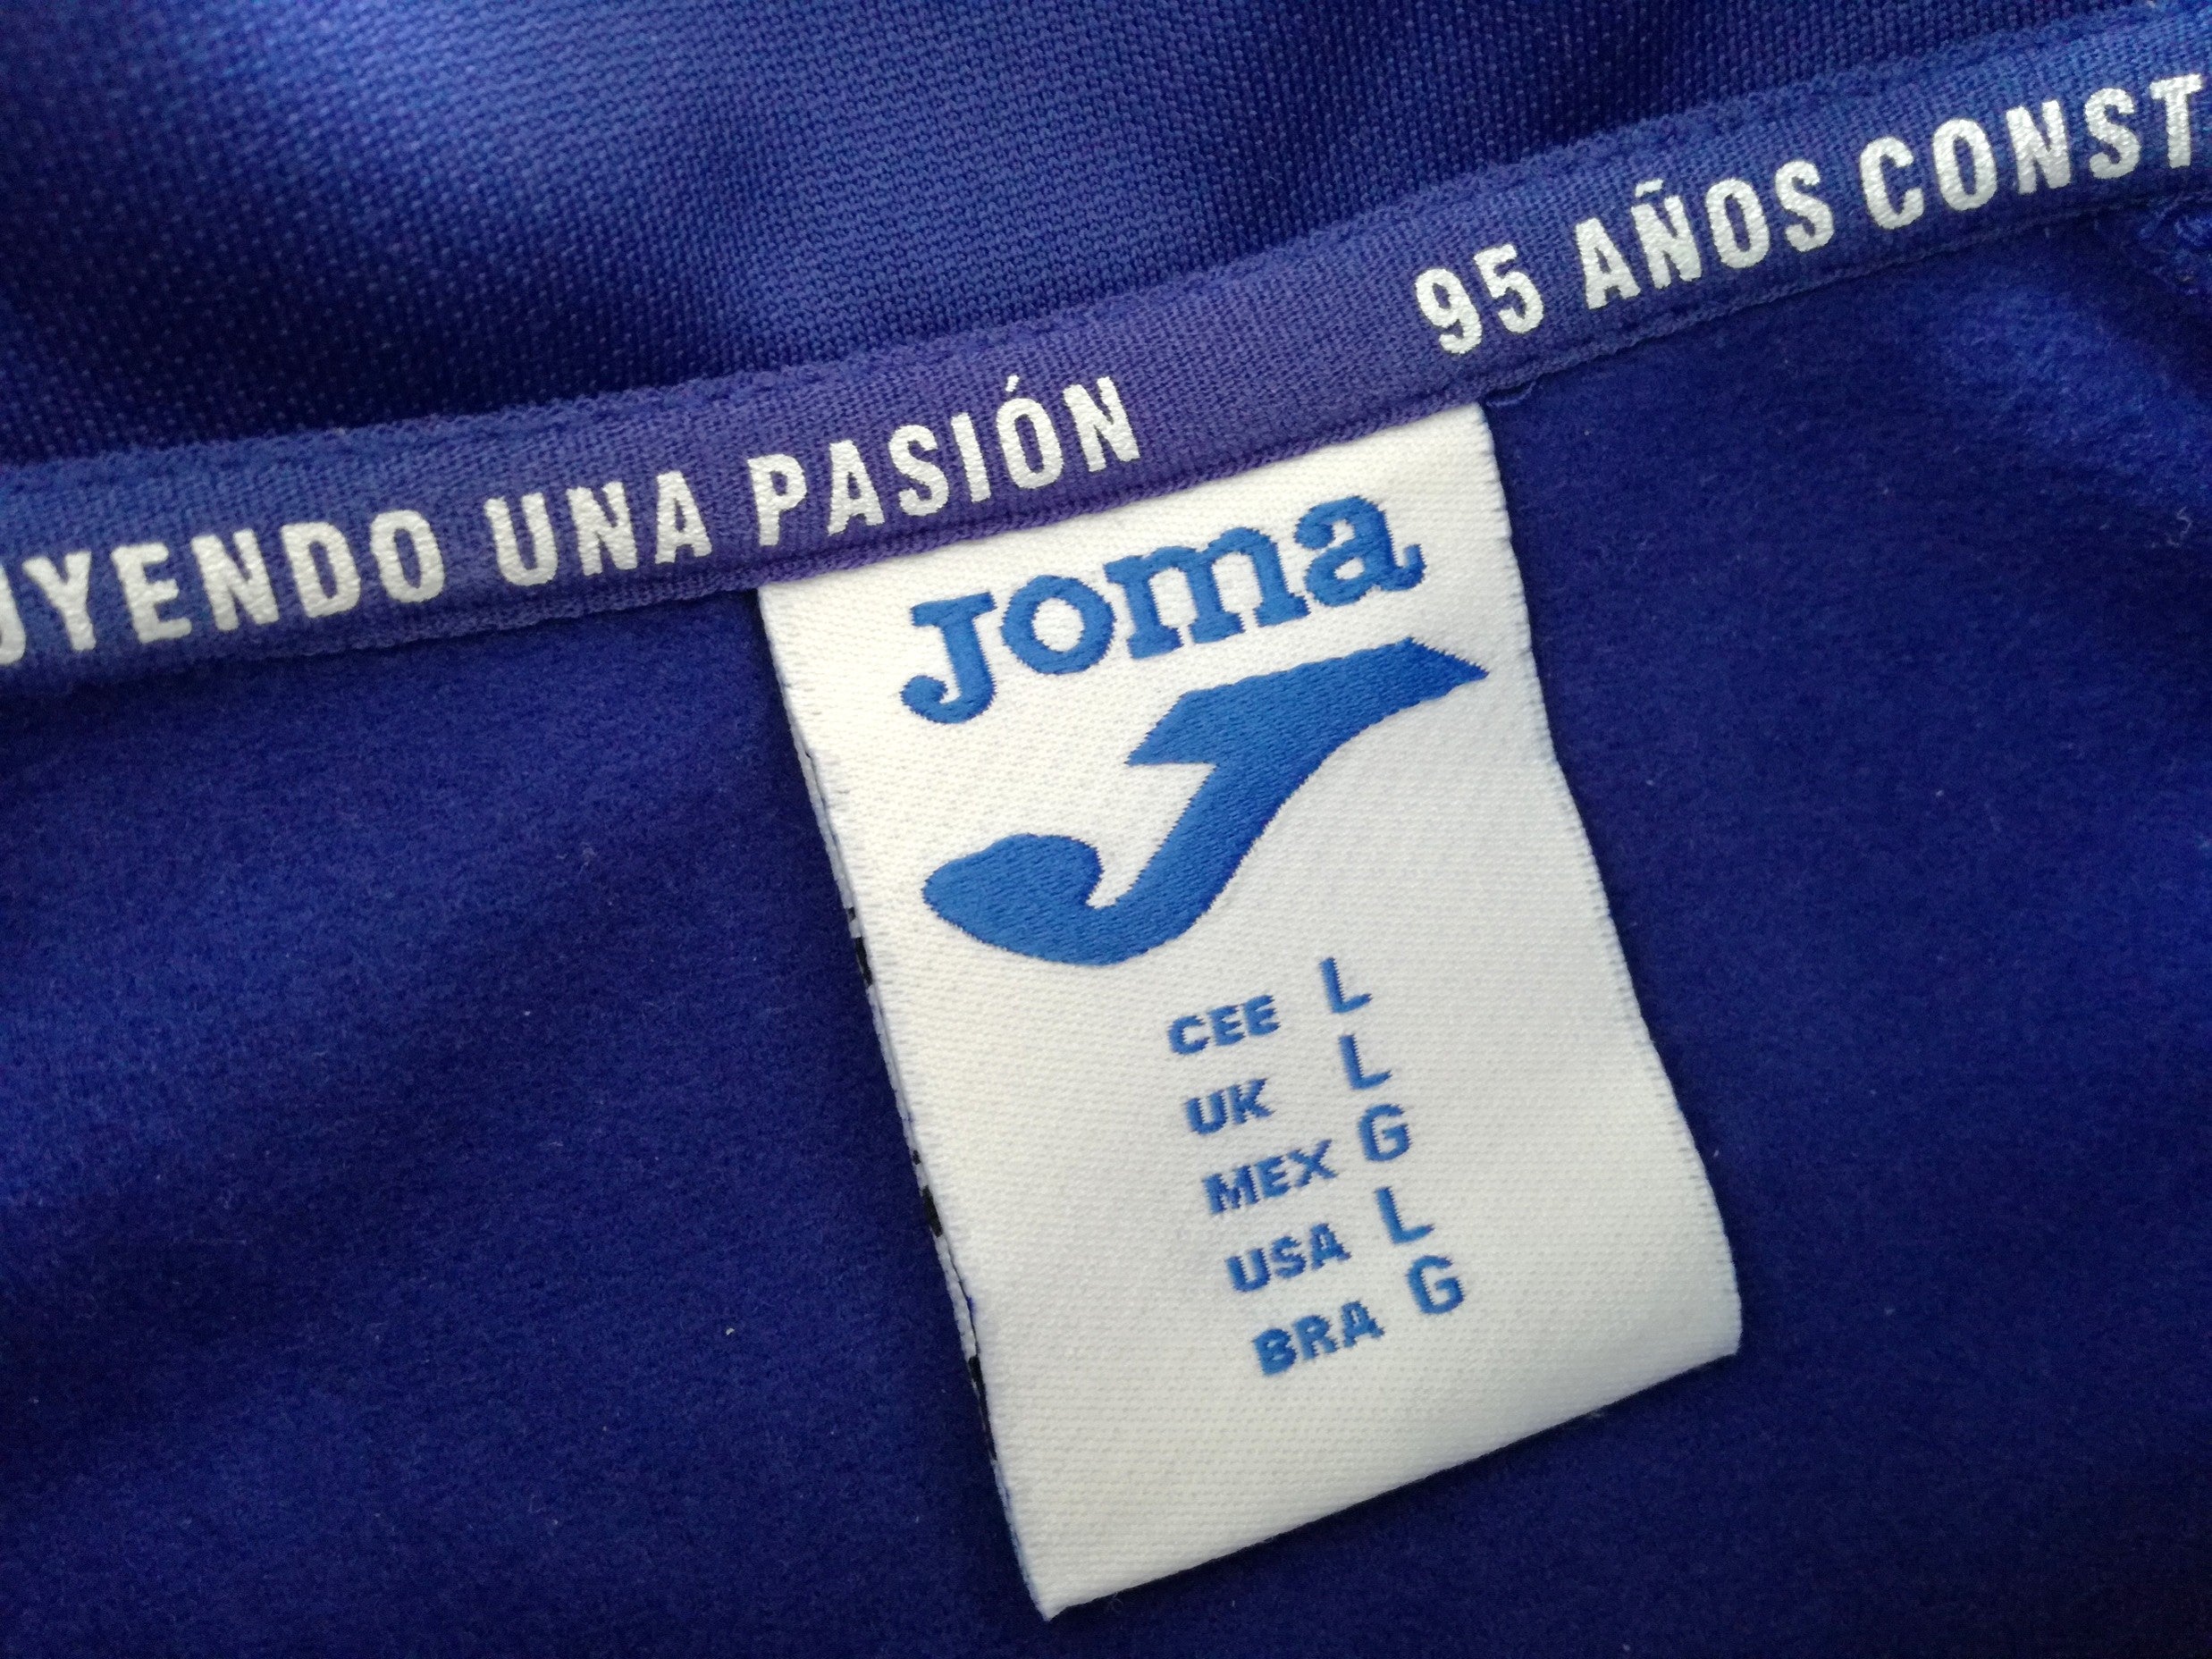 UYENDO UNA PASIÓN 95 AÑOS CONST
Joma
CEE L
UK L
MEX G
USA L
BRA G